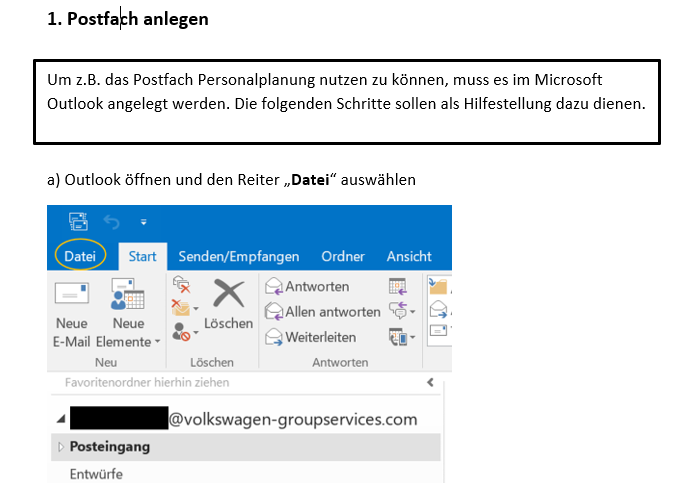 1. Postfach anlegen
Um z.B. das Postfach Personalplanung nutzen zu können, muss es im Microsoft
Outlook angelegt werden. Die folgenden Schritte sollen als Hilfestellung dazu dienen.
a) Outlook öffnen und den Reiter „Datei“ auswählen
Datei Start Senden/Empfangen Ordner Ansicht
Neue E-Mail
Neue Elemente
Löschen
Antworten
Allen antworten
Weiterleiten
Neu Löschen Antworten
Favoritenordner hierhin ziehen
@volkswagen-groupservices.com
Posteingang
Entwürfe